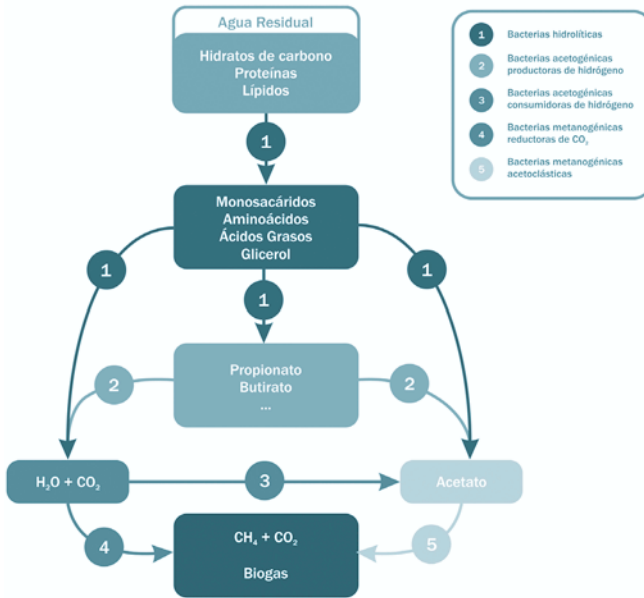 Agua Residual
Hidratos de carbono
Proteínas
Lípidos
1
Monosacáridos
Aminoácidos
Ácidos Grasos
Glicerol
1
1
1
Propionato
Butirato
...
2
2
H₂O + CO₂
3
Acetato
4
CH₄ + CO₂
Biogas
5
1 Bacterias hidrolíticas
2 Bacterias acetogénicas
productoras de hidrógeno
3 Bacterias acetogénicas
consumidoras de hidrógeno
4 Bacterias metanogénicas
reductoras de CO₂
5 Bacterias metanogénicas
acetoclásticas